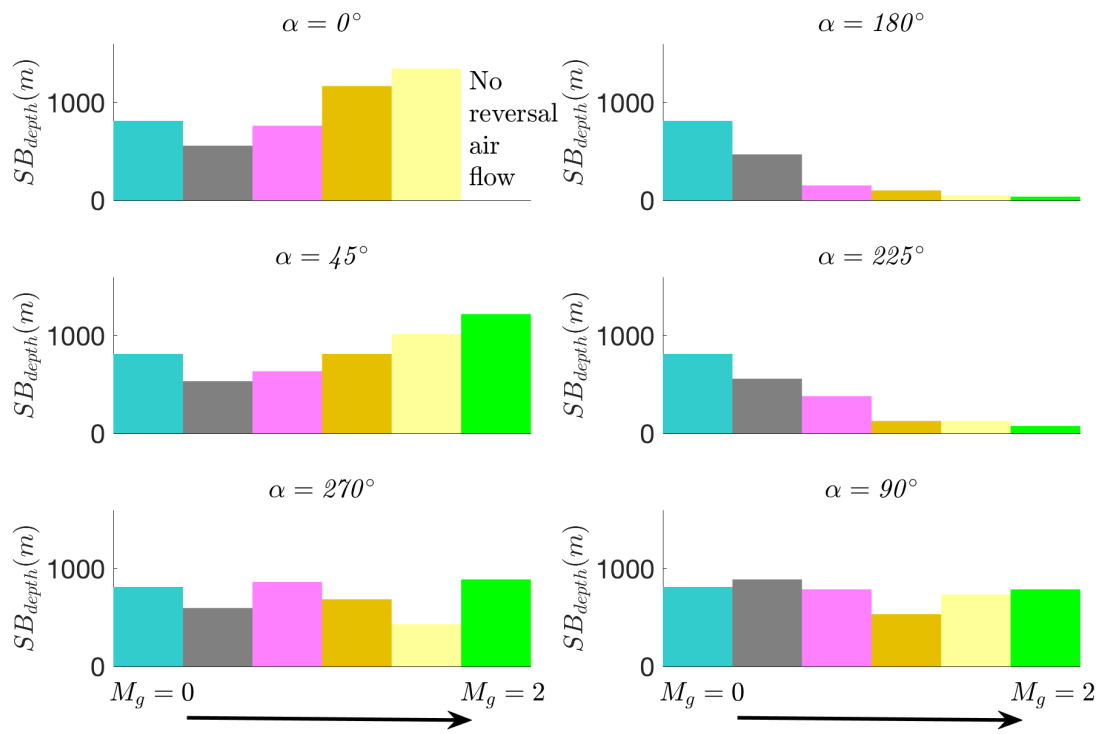 α = 0°
SB_depth(m)
1000
0
No
reversal
air
flow
α = 180°
SB_depth(m)
1000
0
α = 45°
SB_depth(m)
1000
0
α = 225°
SB_depth(m)
1000
0
α = 270°
SB_depth(m)
1000
0
M_g = 0
M_g = 2
α = 90°
SB_depth(m)
1000
0
M_g = 0
M_g = 2